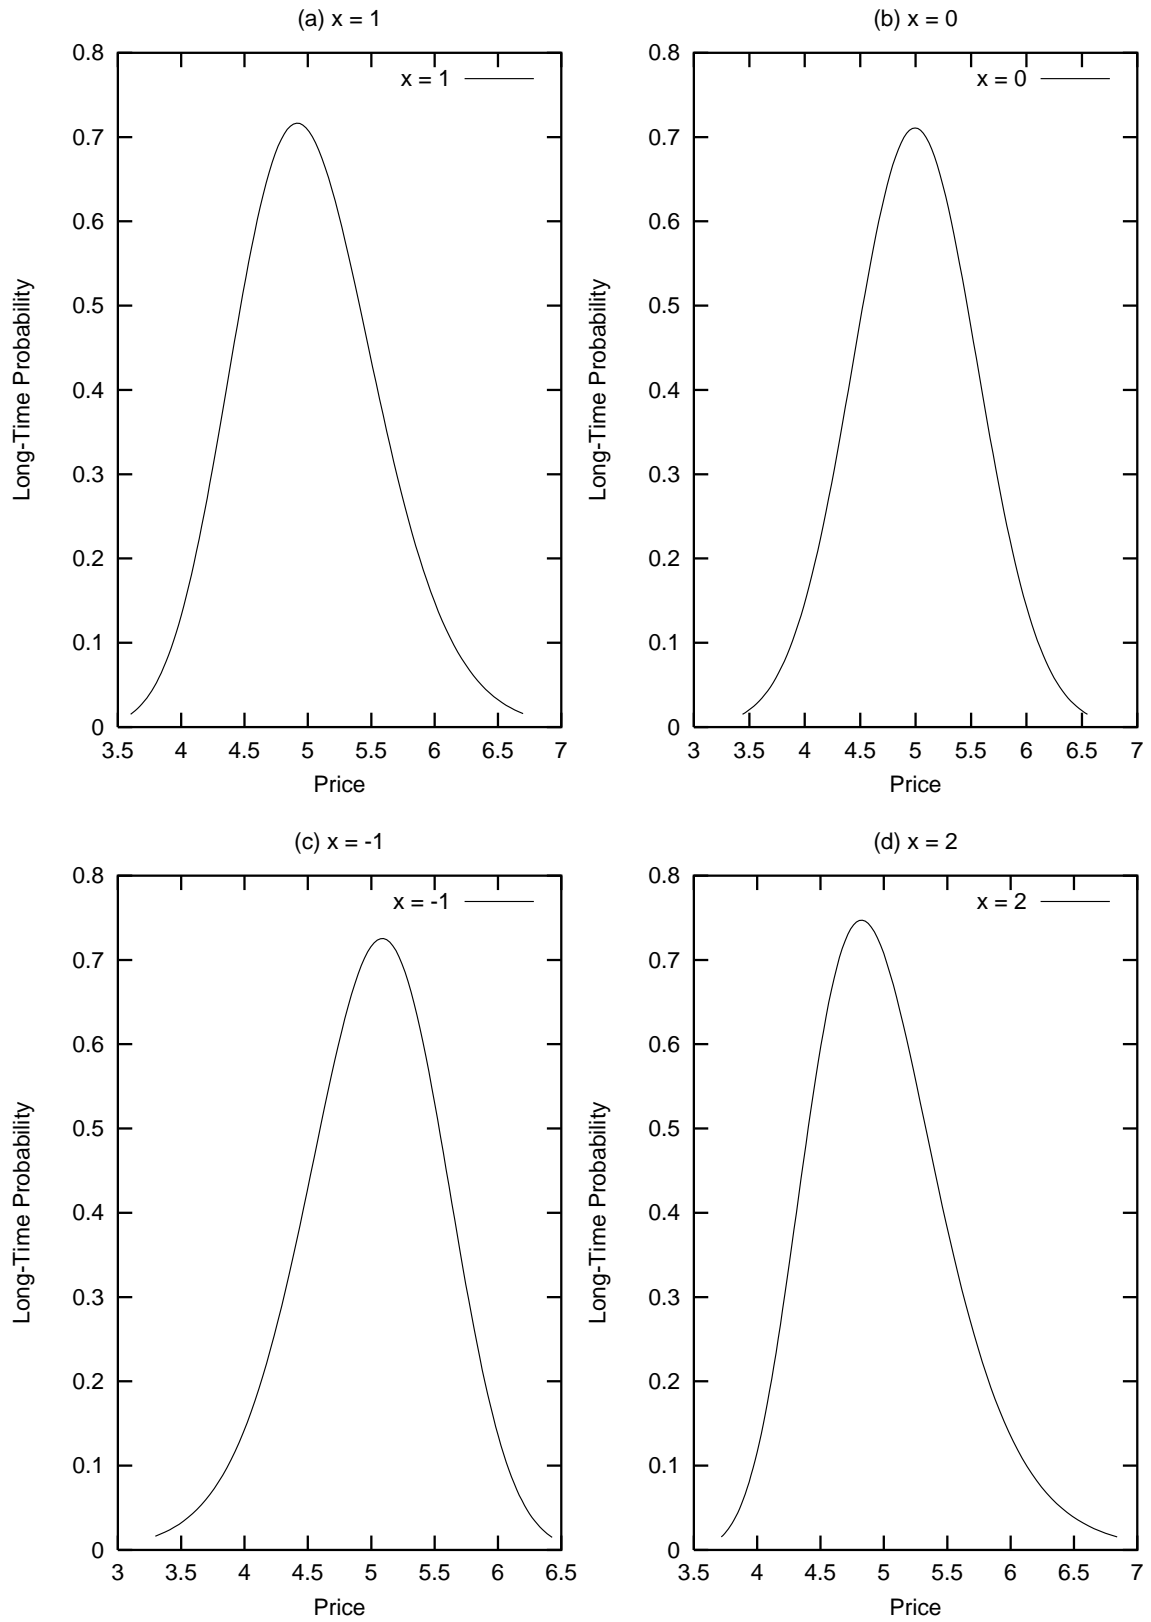 (a) x = 1
x = 1
0.8
0.7
0.6
0.5
0.4
0.3
0.2
0.1
0
3.5 4 4.5 5 5.5 6 6.5 7
Long-Time Probability
Price
(b) x = 0
x = 0
0.8
0.7
0.6
0.5
0.4
0.3
0.2
0.1
0
3 3.5 4 4.5 5 5.5 6 6.5 7
Long-Time Probability
Price
(c) x = -1
x = -1
0.8
0.7
0.6
0.5
0.4
0.3
0.2
0.1
0
3 3.5 4 4.5 5 5.5 6 6.5
Long-Time Probability
Price
(d) x = 2
x = 2
0.8
0.7
0.6
0.5
0.4
0.3
0.2
0.1
0
3.5 4 4.5 5 5.5 6 6.5 7
Long-Time Probability
Price